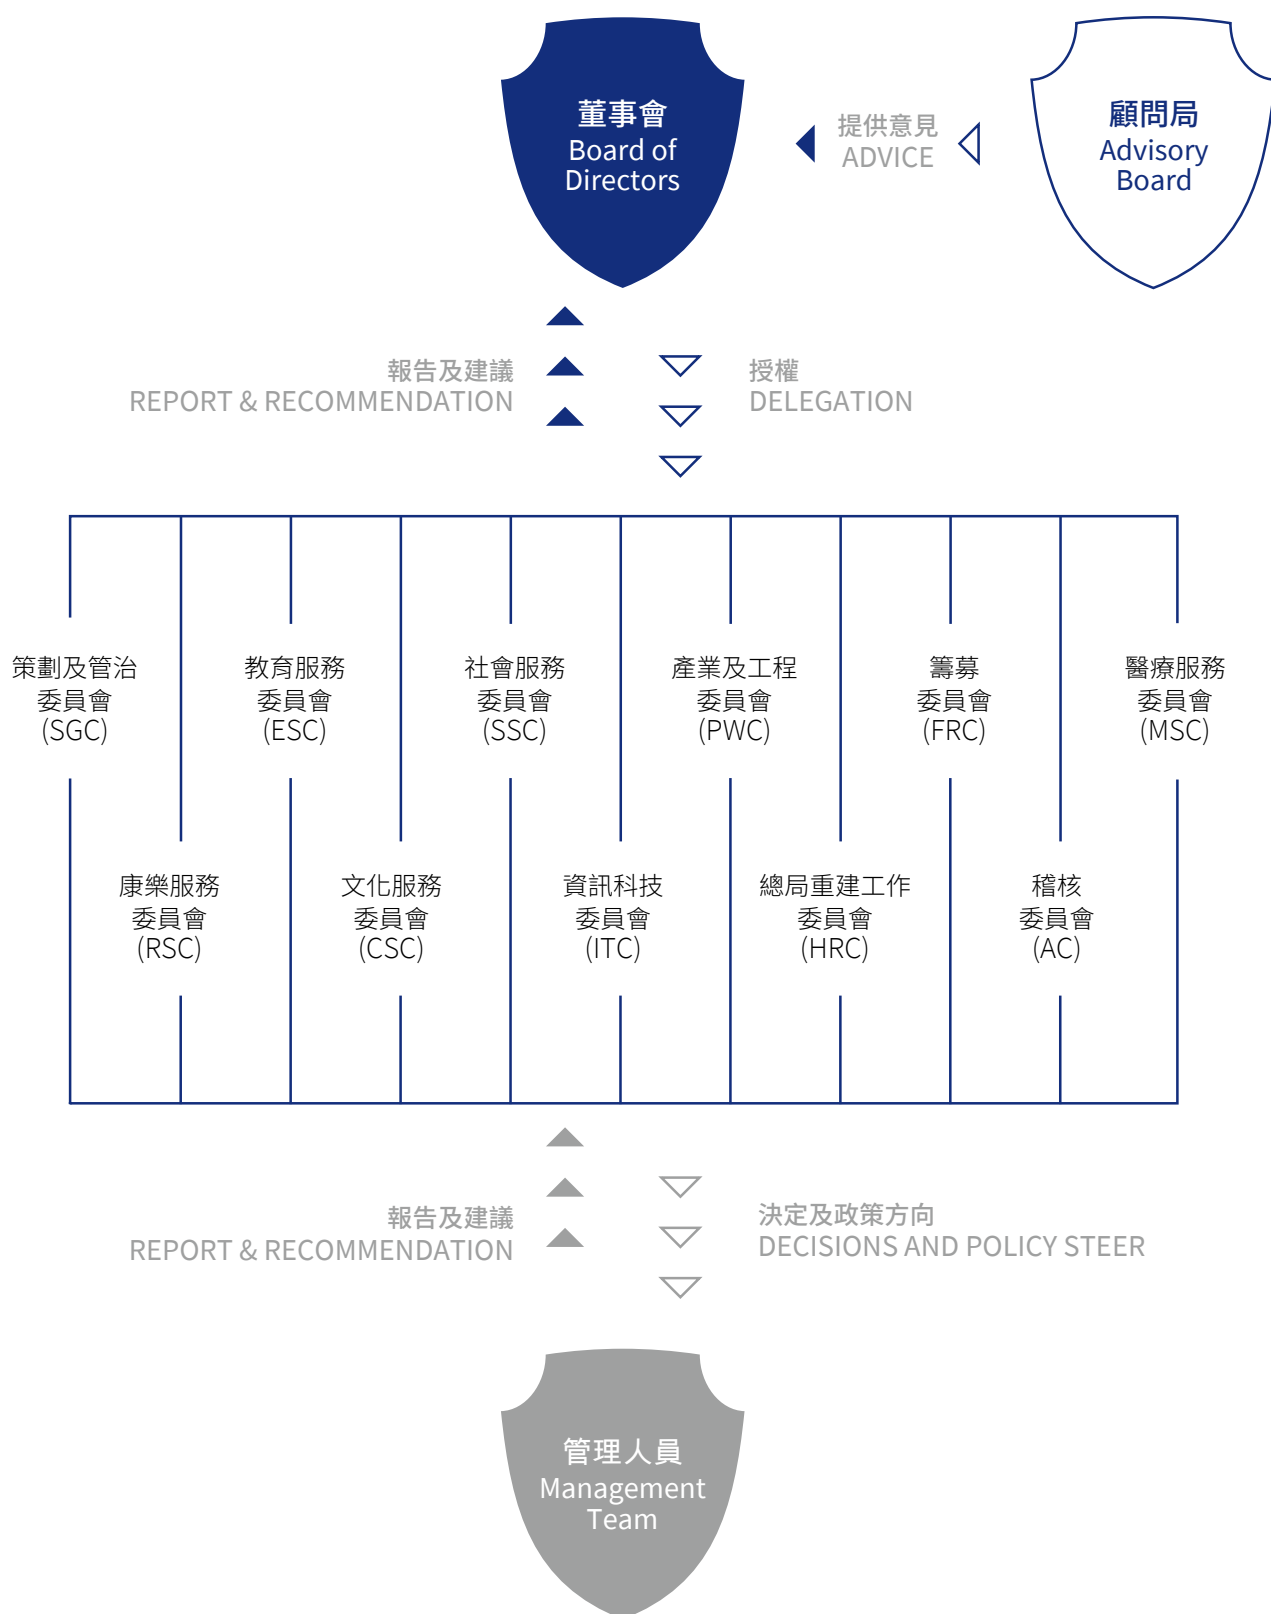 董事會
Board of
Directors
提供意見
ADVICE
顧問局
Advisory
Board
報告及建議
REPORT & RECOMMENDATION
授權
DELEGATION
策劃及管治
委員會
(SGC)
教育服務
委員會
(ESC)
社會服務
委員會
(SSC)
產業及工程
委員會
(PWC)
籌募
委員會
(FRC)
醫療服務
委員會
(MSC)
康樂服務
委員會
(RSC)
文化服務
委員會
(CSC)
資訊科技
委員會
(ITC)
總局重建工作
委員會
(HRC)
稽核
委員會
(AC)
報告及建議
REPORT & RECOMMENDATION
決定及政策方向
DECISIONS AND POLICY STEER
管理人員
Management
Team